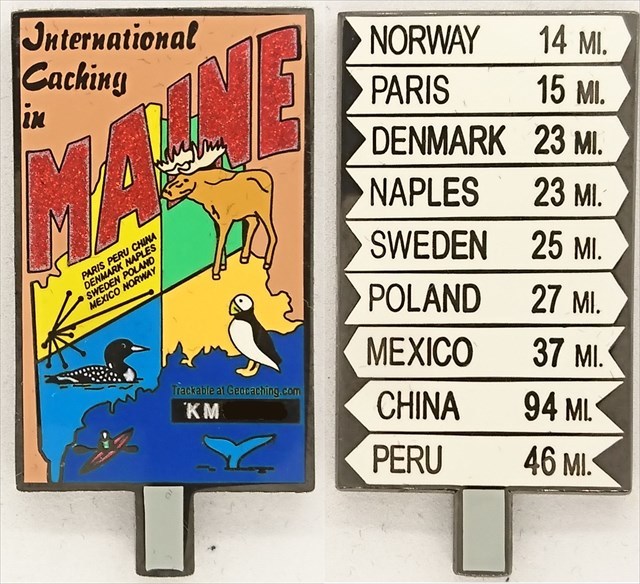 International
Caching
in
MAINE
PARIS PERU CHINA
DENMARK NAPLES
SWEDEN POLAND
MEXICO NORWAY
Trackable at Geocaching.com
KM
NORWAY 14 MI.
PARIS 15 MI.
DENMARK 23 MI.
NAPLES 23 MI.
SWEDEN 25 MI.
POLAND 27 MI.
MEXICO 37 MI.
CHINA 94 MI.
PERU 46 MI.